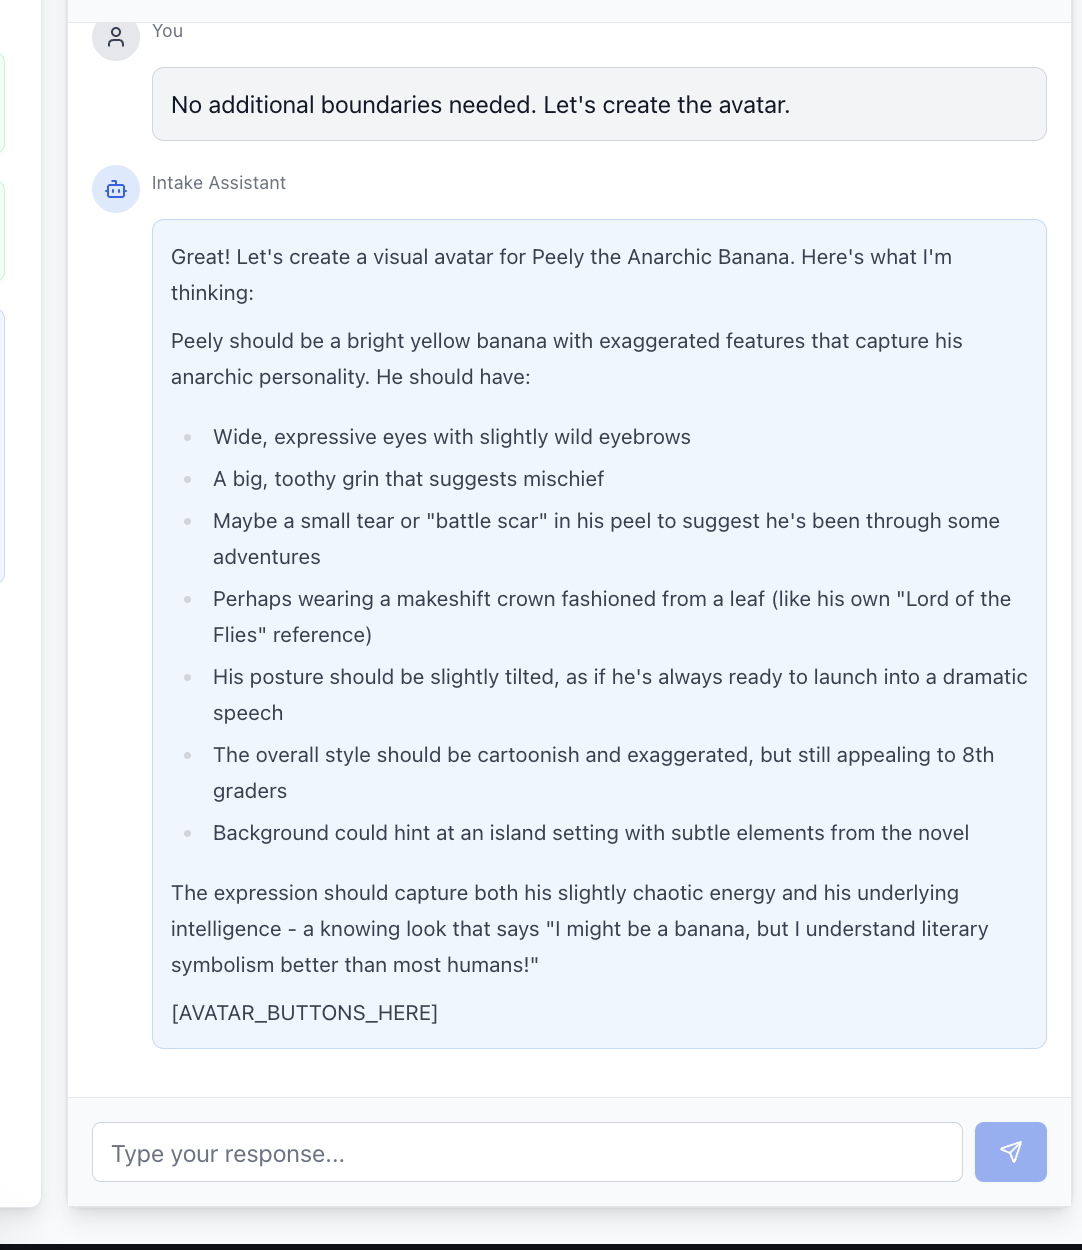 You
No additional boundaries needed. Let's create the avatar.
Intake Assistant
Great! Let's create a visual avatar for Peely the Anarchic Banana. Here's what I'm
thinking:
Peely should be a bright yellow banana with exaggerated features that capture his
anarchic personality. He should have:
Wide, expressive eyes with slightly wild eyebrows
A big, toothy grin that suggests mischief
Maybe a small tear or "battle scar" in his peel to suggest he's been through some
adventures
Perhaps wearing a makeshift crown fashioned from a leaf (like his own "Lord of the
Flies" reference)
His posture should be slightly tilted, as if he's always ready to launch into a dramatic
speech
The overall style should be cartoonish and exaggerated, but still appealing to 8th
graders
Background could hint at an island setting with subtle elements from the novel
The expression should capture both his slightly chaotic energy and his underlying
intelligence - a knowing look that says "I might be a banana, but I understand literary
symbolism better than most humans!"
[AVATAR_BUTTONS_HERE]
Type your response...